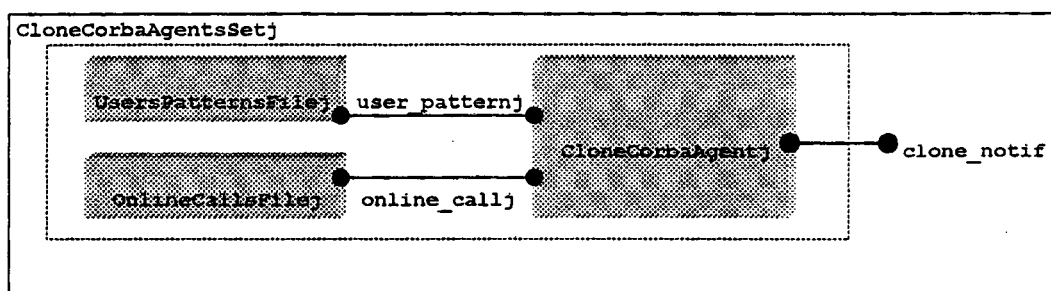 CloneCorbaAgentsSetj
UsersPatternsFilej
user_patternj
CloneCorbaAgentj
clone_notif
OnlineCallsFilej
online_callj